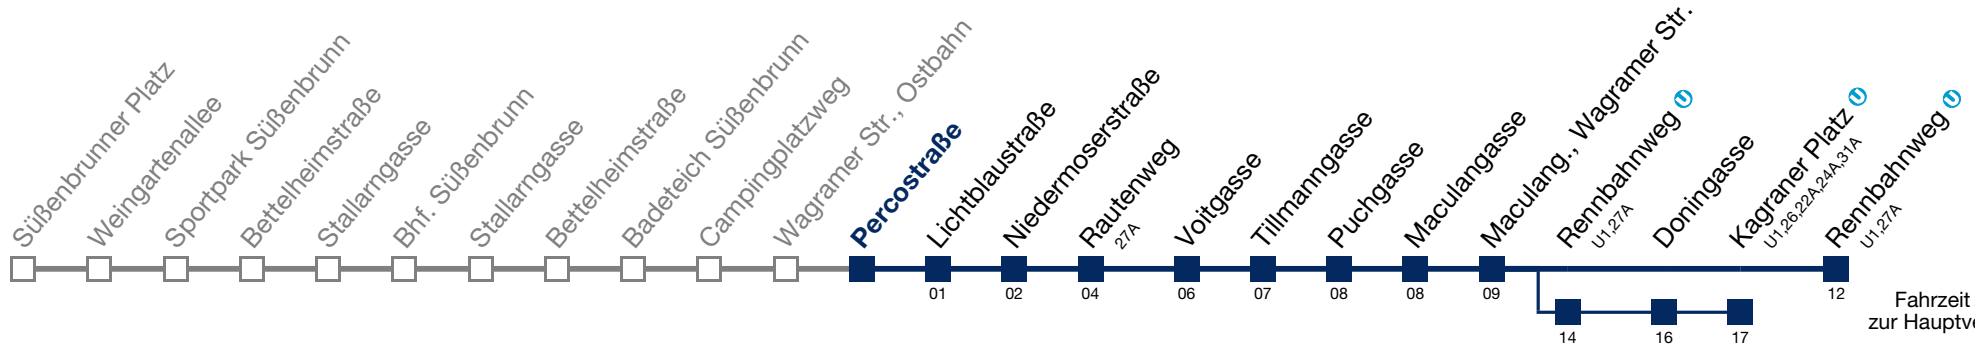 Süßenbrunner Platz
Weingartenallee
Sportpark Süßenbrunn
Bettelheimstraße
Stallarngasse
Bhf. Süßenbrunn
Stallarngasse
Bettelheimstraße
Badeteich Süßenbrunn
Campingplatzweg
Wagramer Str., Ostbahn
Percostraße
Lichtblaustraße
Niedermoserstraße
Rautenweg
27A
Voitgasse
Tillmanngasse
Puchgasse
Maculangasse
Maculang., Wagramer Str.
Rennbahnweg U
U1,27A
Doningasse
Kagraner Platz U
U1,26,22A,24A,31A
Rennbahnweg U
U1,27A
01 02 04 06 07 08 08 09 12
14 16 17
Fahrzeit
zur Hauptve